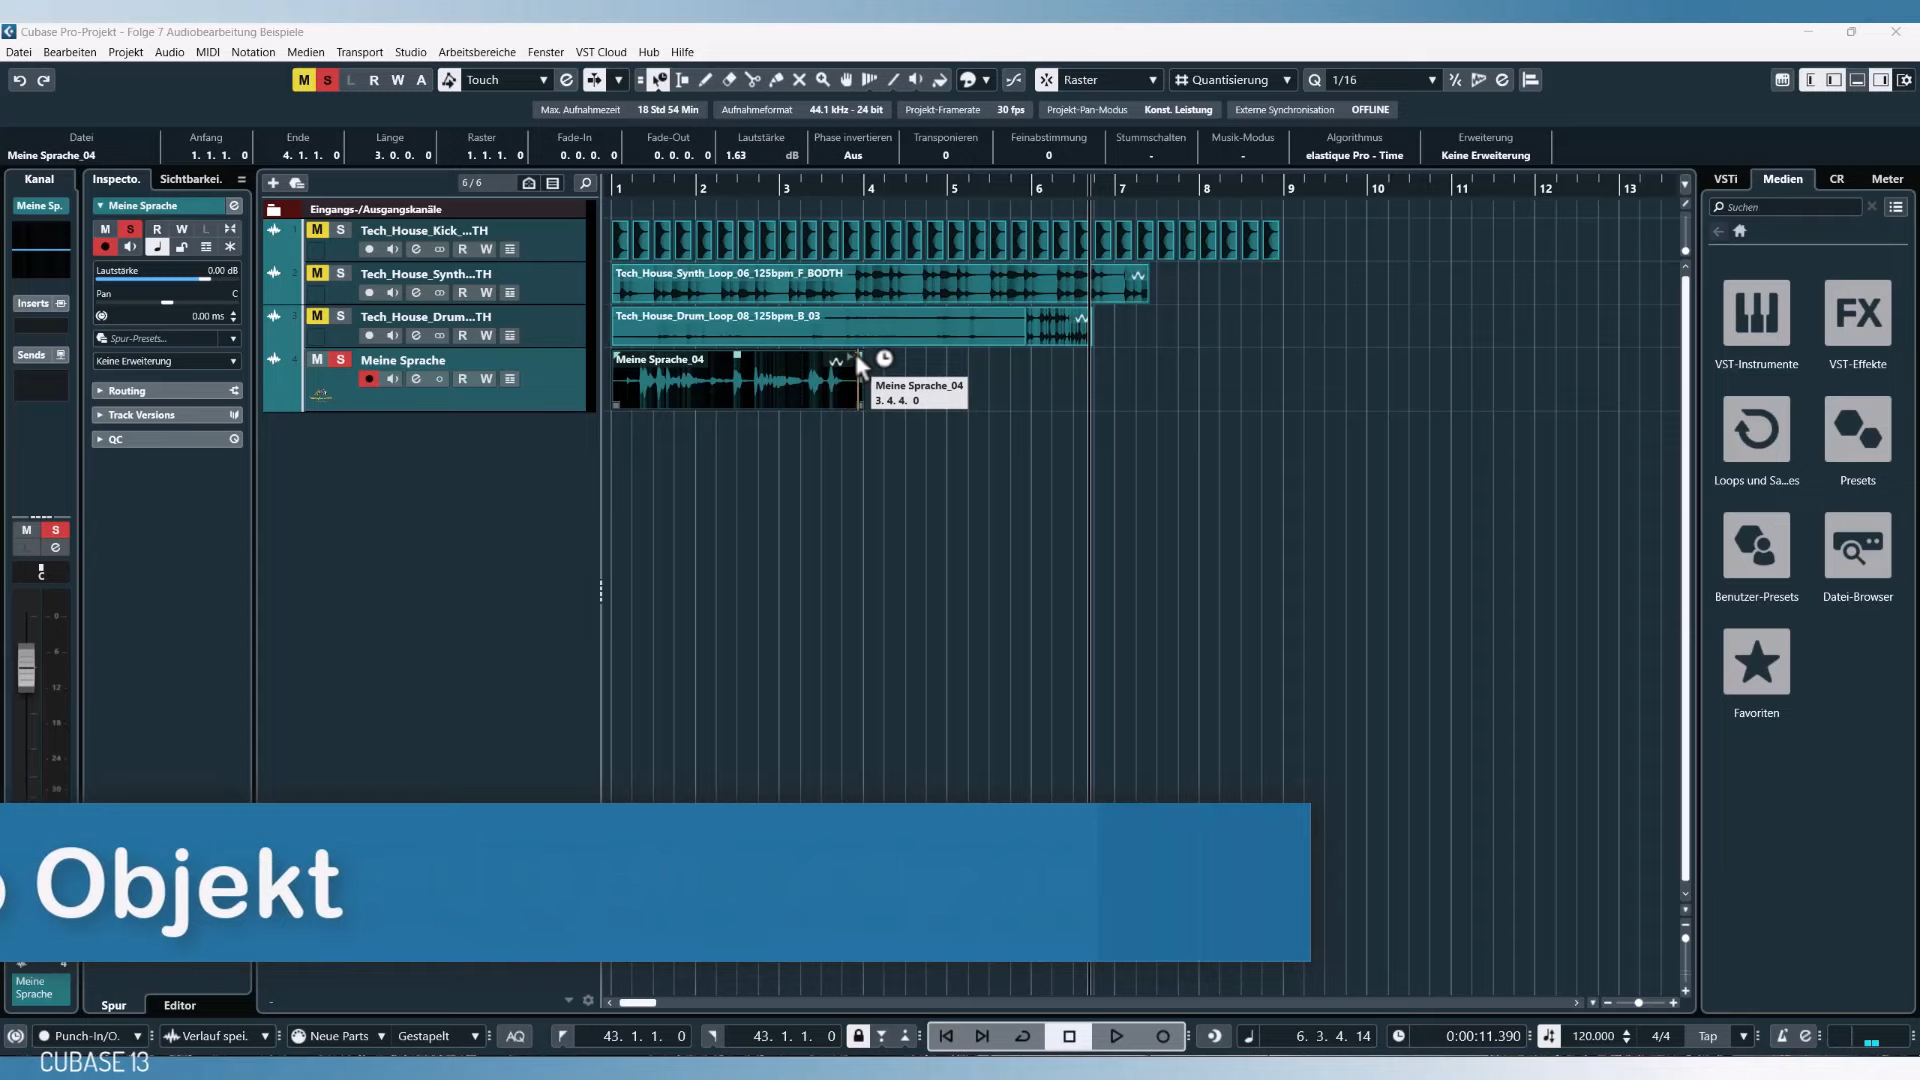 Cubase Pro-Projekt - Folge 7 Audiobearbeitung Beispiele
Datei Bearbeiten Projekt Audio MIDI Notation Medien Transport Studio Arbeitsbereiche Fenster VST Cloud Hub Hilfe
M S L R W A Touch Raster Quantisierung Q 1/16
Max. Aufnahmezeit 18 Std 54 Min Aufnahmeformat 44.1 kHz - 24 bit Projekt-Framerate 30 fps Projekt-Pan-Modus Konst. Leistung Externe Synchronisation OFFLINE
Datei Anfang Ende Länge Raster Fade-In Fade-Out Lautstärke Phase invertieren Transponieren Feinabstimmung Stummschalten Musik-Modus Algorithmus Erweiterung
Meine Sprache_04 1. 1. 1. 0 4. 1. 1. 0 3. 0. 0. 0 1. 1. 1. 0 0. 0. 0. 0 0. 0. 0. 0 1.63 dB Aus 0 0 - - elastique Pro - Time Keine Erweiterung
Kanal Inspecto. Sichtbarkei. 6/6 1 2 3 4 5 6 7 8 9 10 11 12 13 VSTi Medien CR Meter
Meine Sp. Meine Sprache Eingangs-/Ausgangskanäle Suchen
M S R W L
1 M S Tech_House_Kick_...TH
R W
Lautstärke 0.00 dB
Pan C
0.00 ms
Spur-Presets...
Keine Erweiterung
Inserts
Sends
Routing
Track Versions
QC
2 M S Tech_House_Synth...TH
R W
Tech_House_Synth_Loop_06_125bpm_F_BODTH
3 M S Tech_House_Drum...TH
R W
Tech_House_Drum_Loop_08_125bpm_B_03
4 M S Meine Sprache
R W
Meine Sprache_04
Meine Sprache_04
3. 4. 4. 0
VST-Instrumente VST-Effekte
FX
Loops und Sa...es Presets
Benutzer-Presets Datei-Browser
Favoriten
M S
L
C
0
6
12
18
24
30
Objekt
4
Meine
Sprache
Spur Editor
-
Punch-In/O. Verlauf spei. Neue Parts Gestapelt AQ 43. 1. 1. 0 43. 1. 1. 0 6. 3. 4. 14 0:00:11.390 120.000 4/4 Tap
CUBASE 13